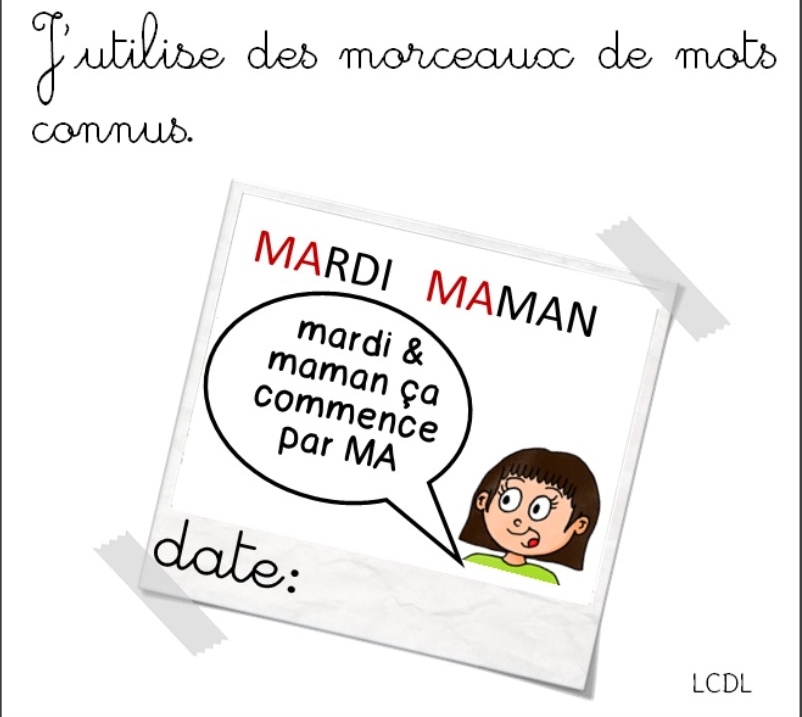 J'utilise des morceaux de mots
connus.
MARDI MAMAN
mardi &
maman ça
commence
par MA
date:
LCDL